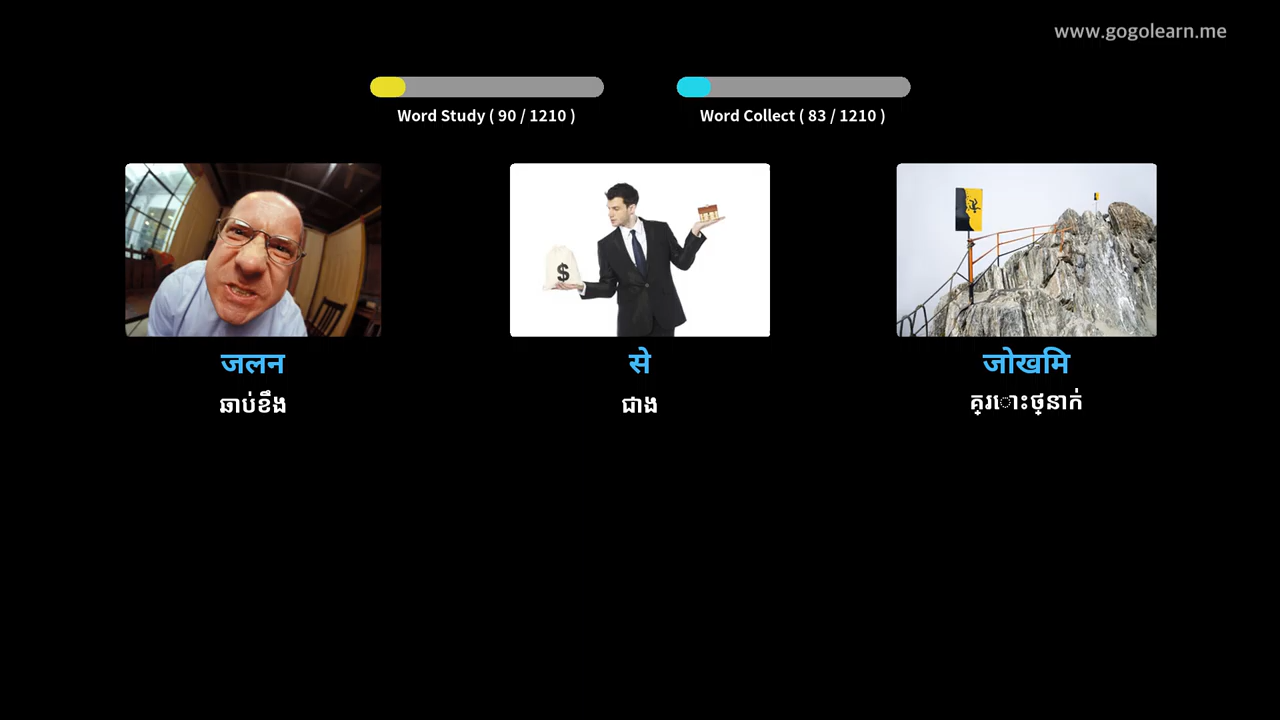 www.gogolearn.me
Word Study ( 90 / 1210 )
Word Collect ( 83 / 1210 )
जलन
से
जोखमि
ឆាប់ខឹង
ជាង
គ្រោះថ្នាក់
$